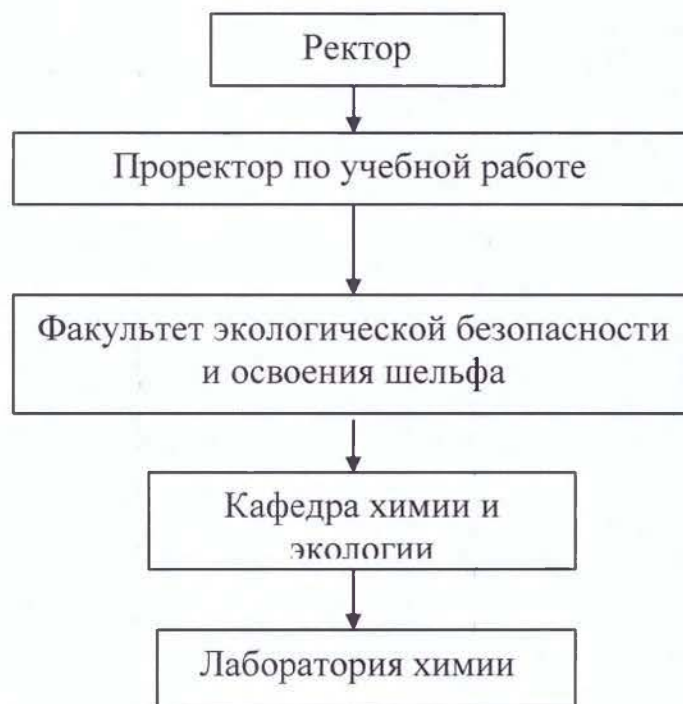 Ректор
Проректор по учебной работе
Факультет экологической безопасности
и освоения шельфа
Кафедра химии и
экологии
Лаборатория химии